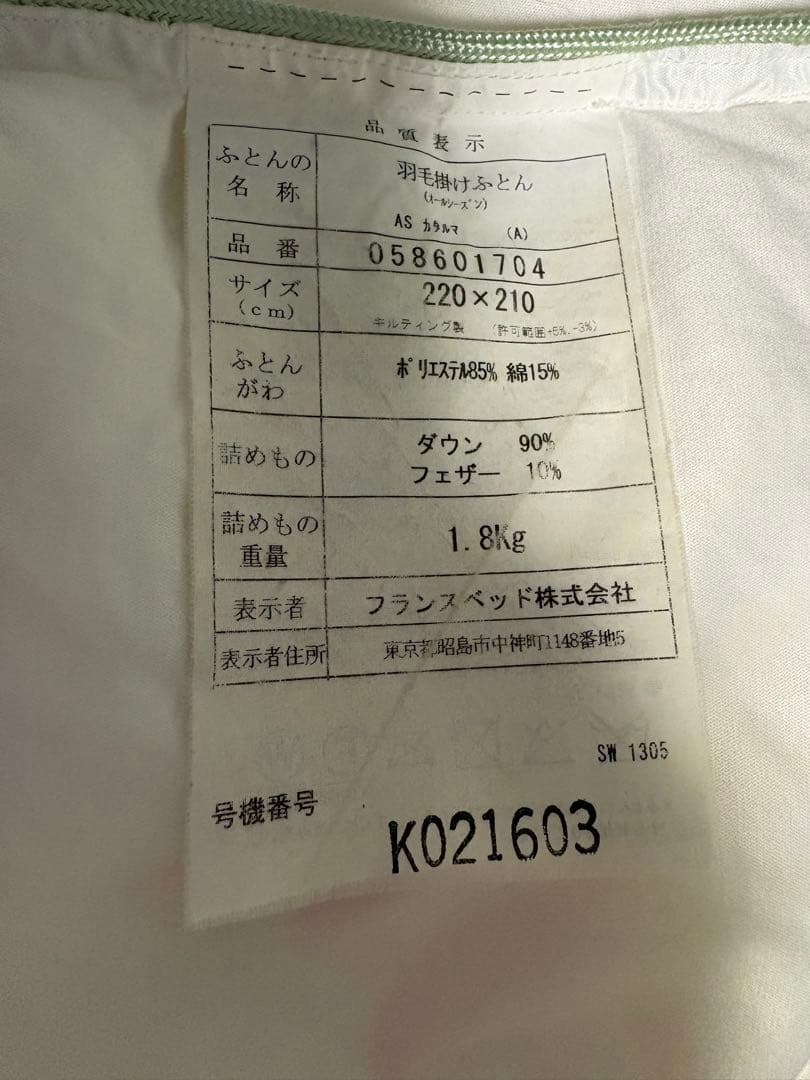 品質表示
ふとんの名称
羽毛掛けふとん
(オールシーズン)
AS カタルマ (A)
品番
058601704
サイズ
(cm)
220×210
キルティング製 (許可範囲+5%.-3%)
ふとん
がわ
ポリエステル85% 綿15%
詰めもの
ダウン 90%
フェザー 10%
詰めもの
重量
1.8Kg
表示者
フランスベッド株式会社
表示者住所
東京都昭島市中神町1148番地5
SW 1305
号機番号
K021603